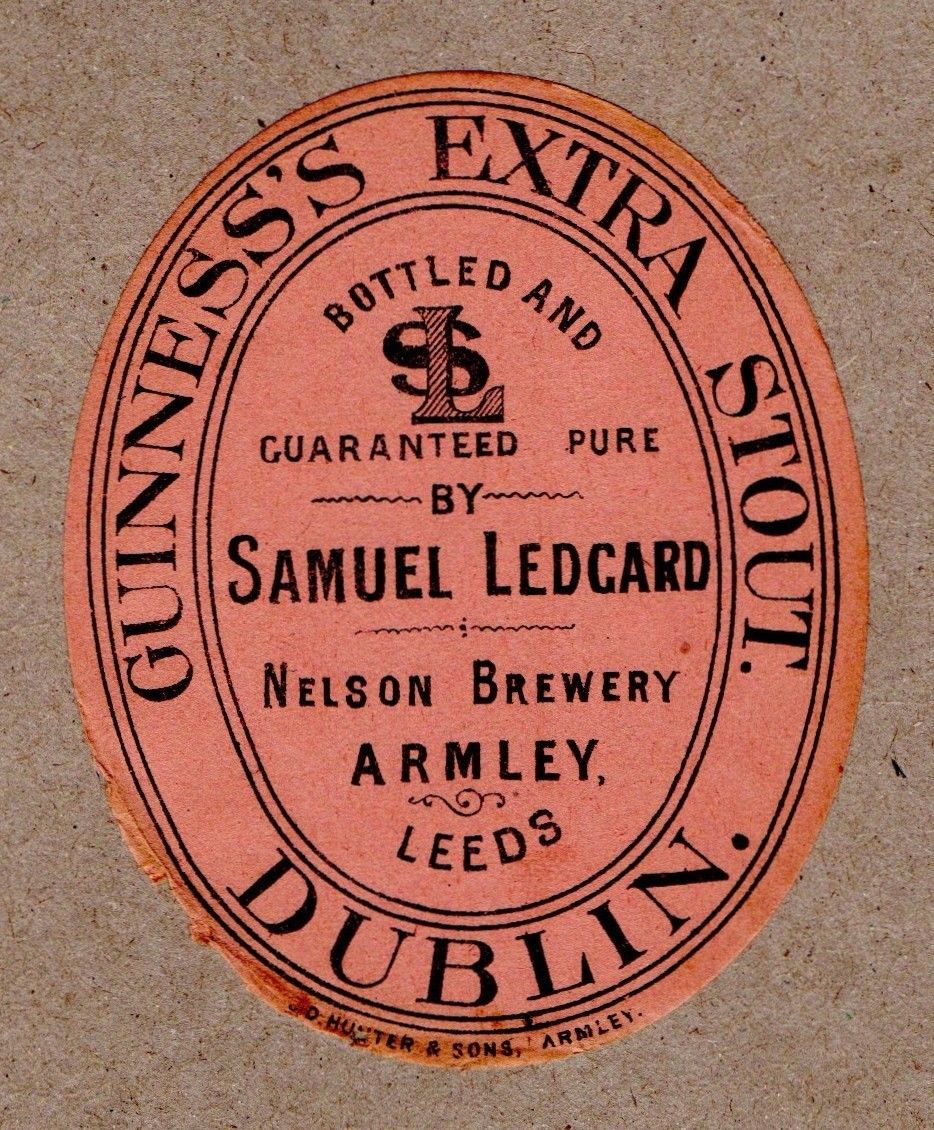 GUINNESS'S EXTRA STOUT.
BOTTLED AND
SL
GUARANTEED PURE
BY
SAMUEL LEDGARD
NELSON BREWERY
ARMLEY,
LEEDS
DUBLIN.
D. HUNTER & SONS, ARMLEY.